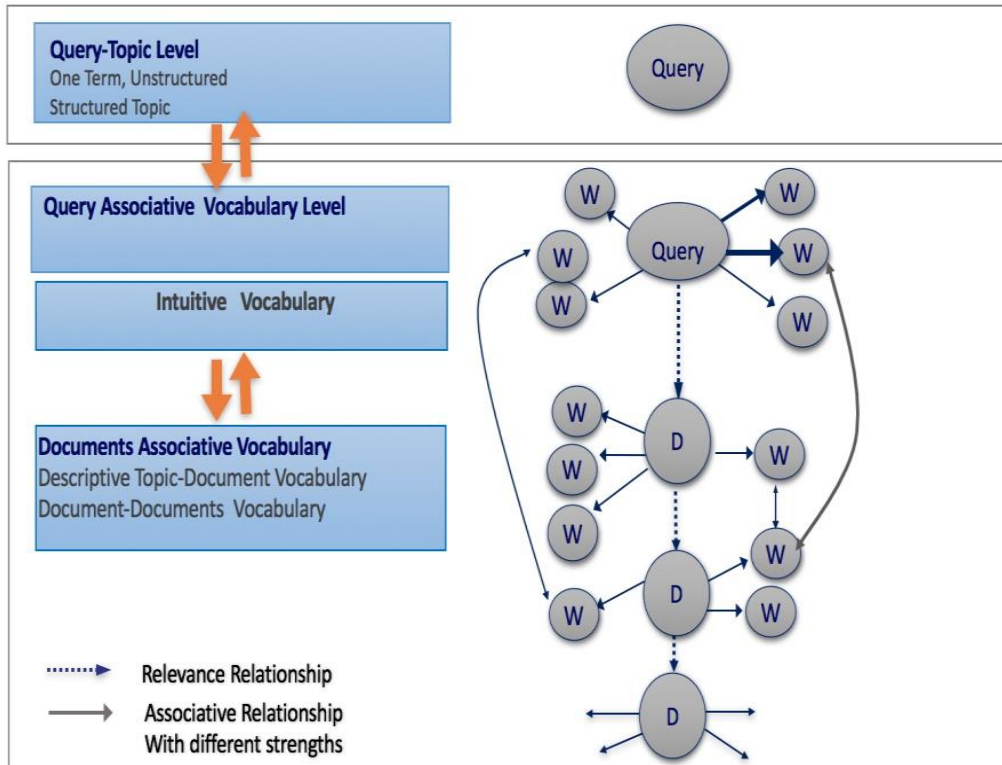 Query-Topic Level
One Term, Unstructured
Structured Topic
Query
Query Associative Vocabulary Level
Intuitive Vocabulary
Documents Associative Vocabulary
Descriptive Topic-Document Vocabulary
Document-Documents Vocabulary
W
W
Query
W
W
W
W
W
D
W
W
W
W
D
W
W
D
Relevance Relationship
Associative Relationship
With different strengths